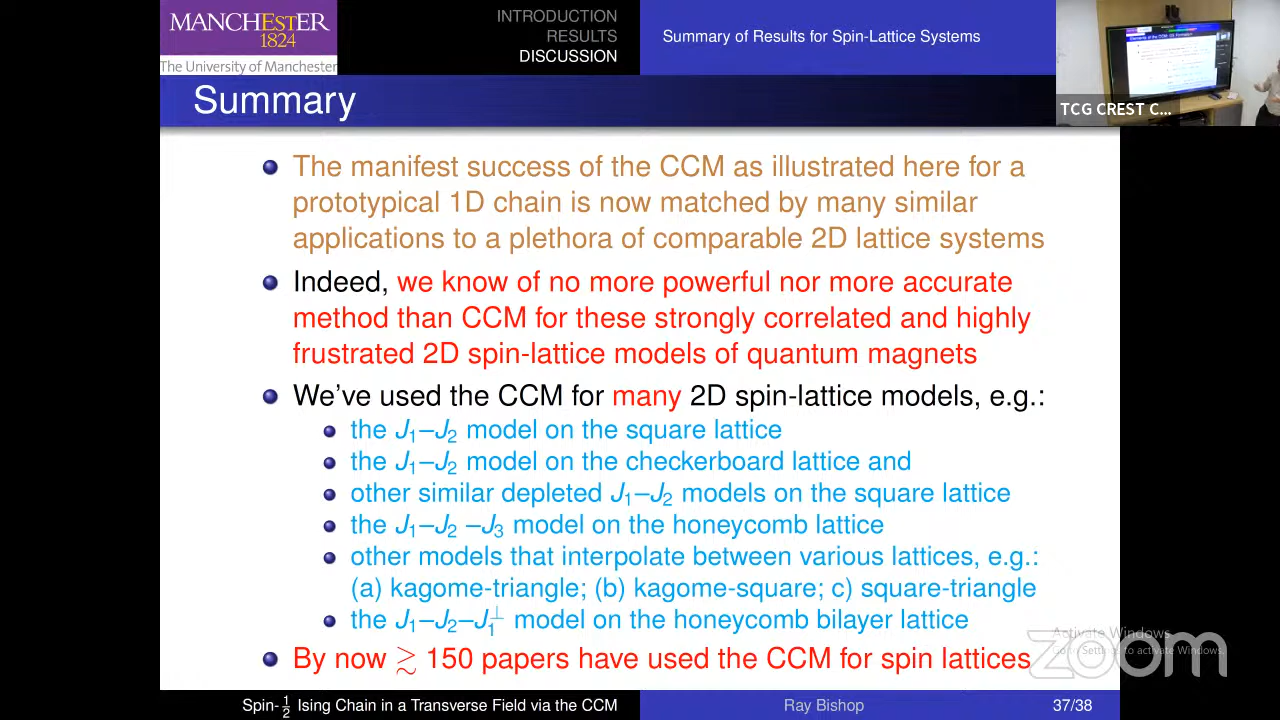 MANCHESTER
1824
The University of Manchester
INTRODUCTION
RESULTS
DISCUSSION
Summary of Results for Spin-Lattice Systems
TCG CREST C...
Summary
The manifest success of the CCM as illustrated here for a
prototypical 1D chain is now matched by many similar
applications to a plethora of comparable 2D lattice systems
Indeed, we know of no more powerful nor more accurate
method than CCM for these strongly correlated and highly
frustrated 2D spin-lattice models of quantum magnets
We've used the CCM for many 2D spin-lattice models, e.g.:
the J₁–J₂ model on the square lattice
the J₁–J₂ model on the checkerboard lattice and
other similar depleted J₁–J₂ models on the square lattice
the J₁–J₂ –J₃ model on the honeycomb lattice
other models that interpolate between various lattices, e.g.:
(a) kagome-triangle; (b) kagome-square; c) square-triangle
the J₁–J₂–J₁⊥ model on the honeycomb bilayer lattice
By now ≳ 150 papers have used the CCM for spin lattices
Activate Windows
Go to Settings to activate Windows.
zoom
Spin-½ Ising Chain in a Transverse Field via the CCM
Ray Bishop
37/38